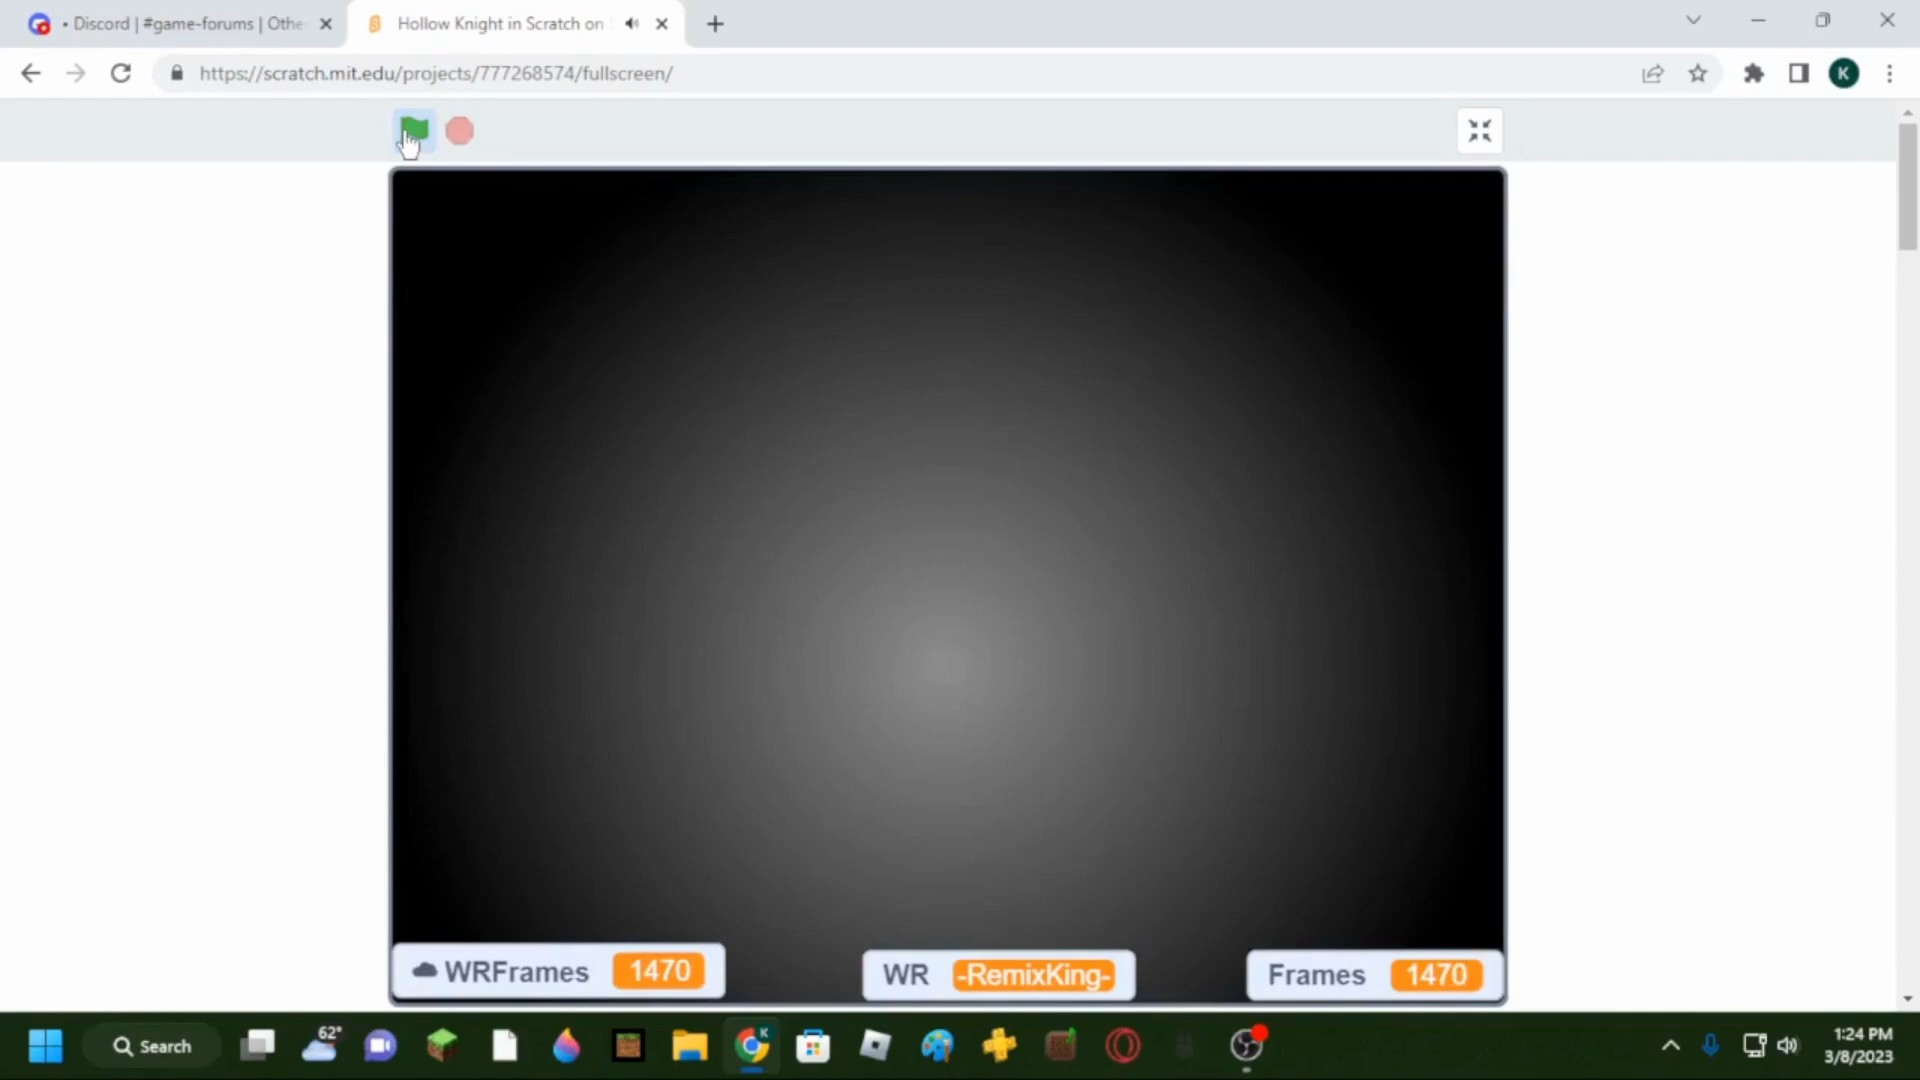 • Discord | #game-forums | Othe
Hollow Knight in Scratch on
https://scratch.mit.edu/projects/777268574/fullscreen/
K
WRFrames 1470
WR -RemixKing-
Frames 1470
Search
62°
K
1:24 PM
3/8/2023